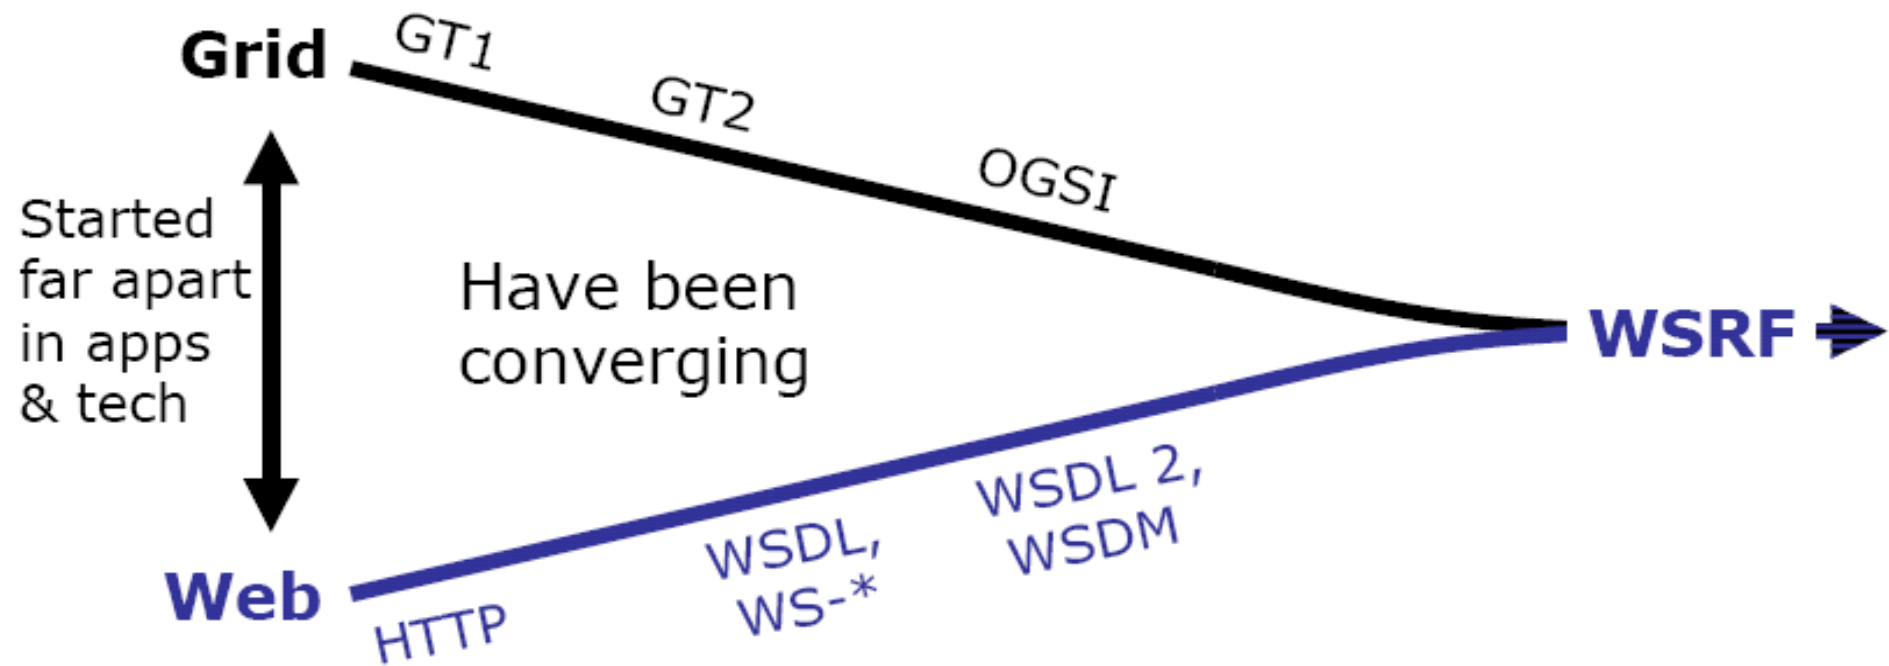 Grid
GT1
GT2
OGSI
Started
far apart
in apps
& tech
Have been
converging
WSRF
Web
HTTP
WSDL,
WS-*
WSDL 2,
WSDM